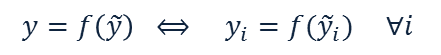 y = f(ỹ) ⇔ yᵢ = f(ỹᵢ) ∀i